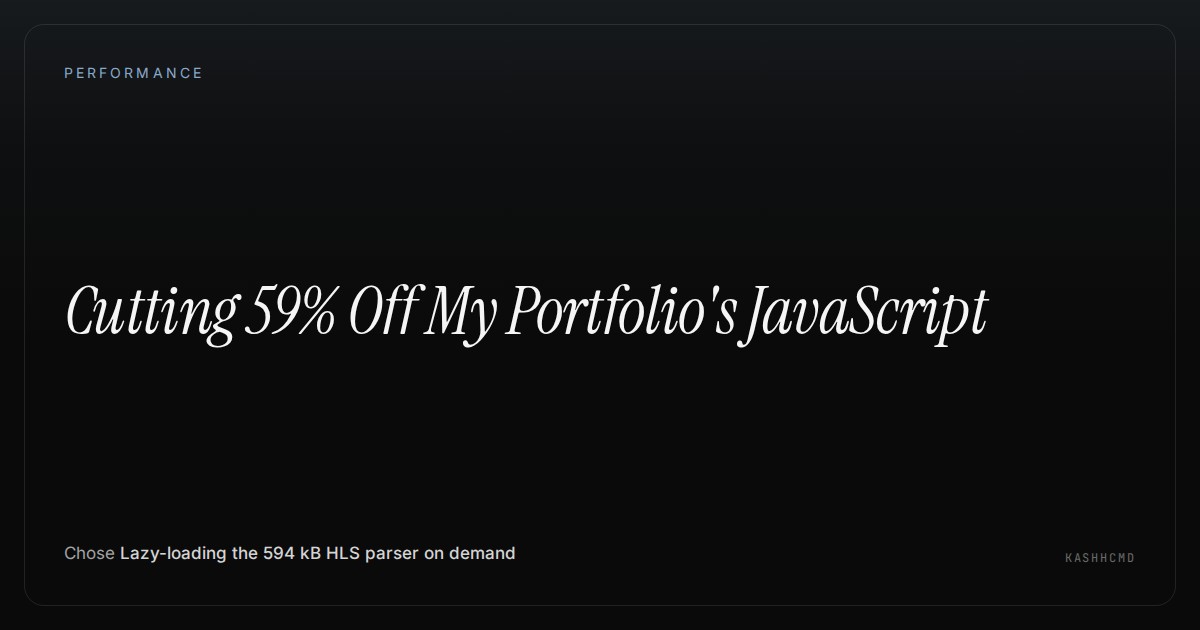 PERFORMANCE
Cutting 59% Off My Portfolio's JavaScript
Chose Lazy-loading the 594 kB HLS parser on demand
KASHHCMD